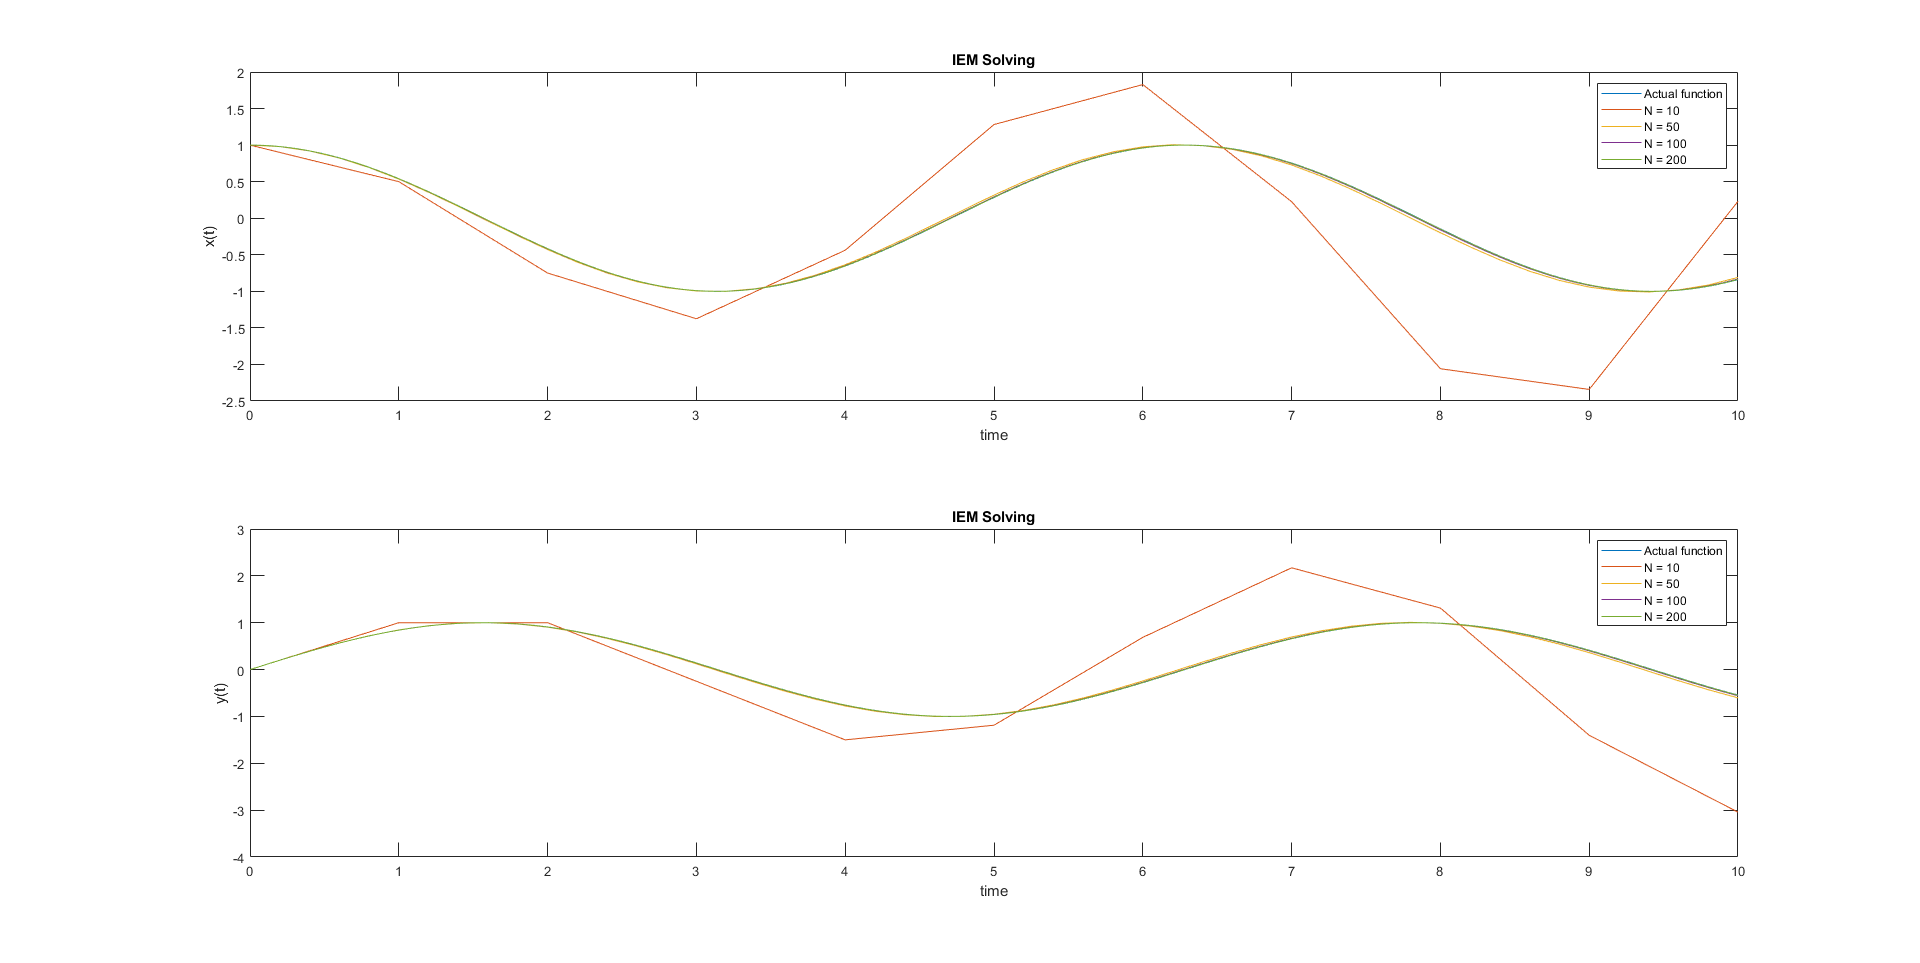 IEM Solving
2
1.5
1
0.5
0
-0.5
-1
-1.5
-2
-2.5
x(t)
Actual function
N = 10
N = 50
N = 100
N = 200
0 1 2 3 4 5 6 7 8 9 10
time
IEM Solving
3
2
1
0
-1
-2
-3
-4
y(t)
Actual function
N = 10
N = 50
N = 100
N = 200
0 1 2 3 4 5 6 7 8 9 10
time